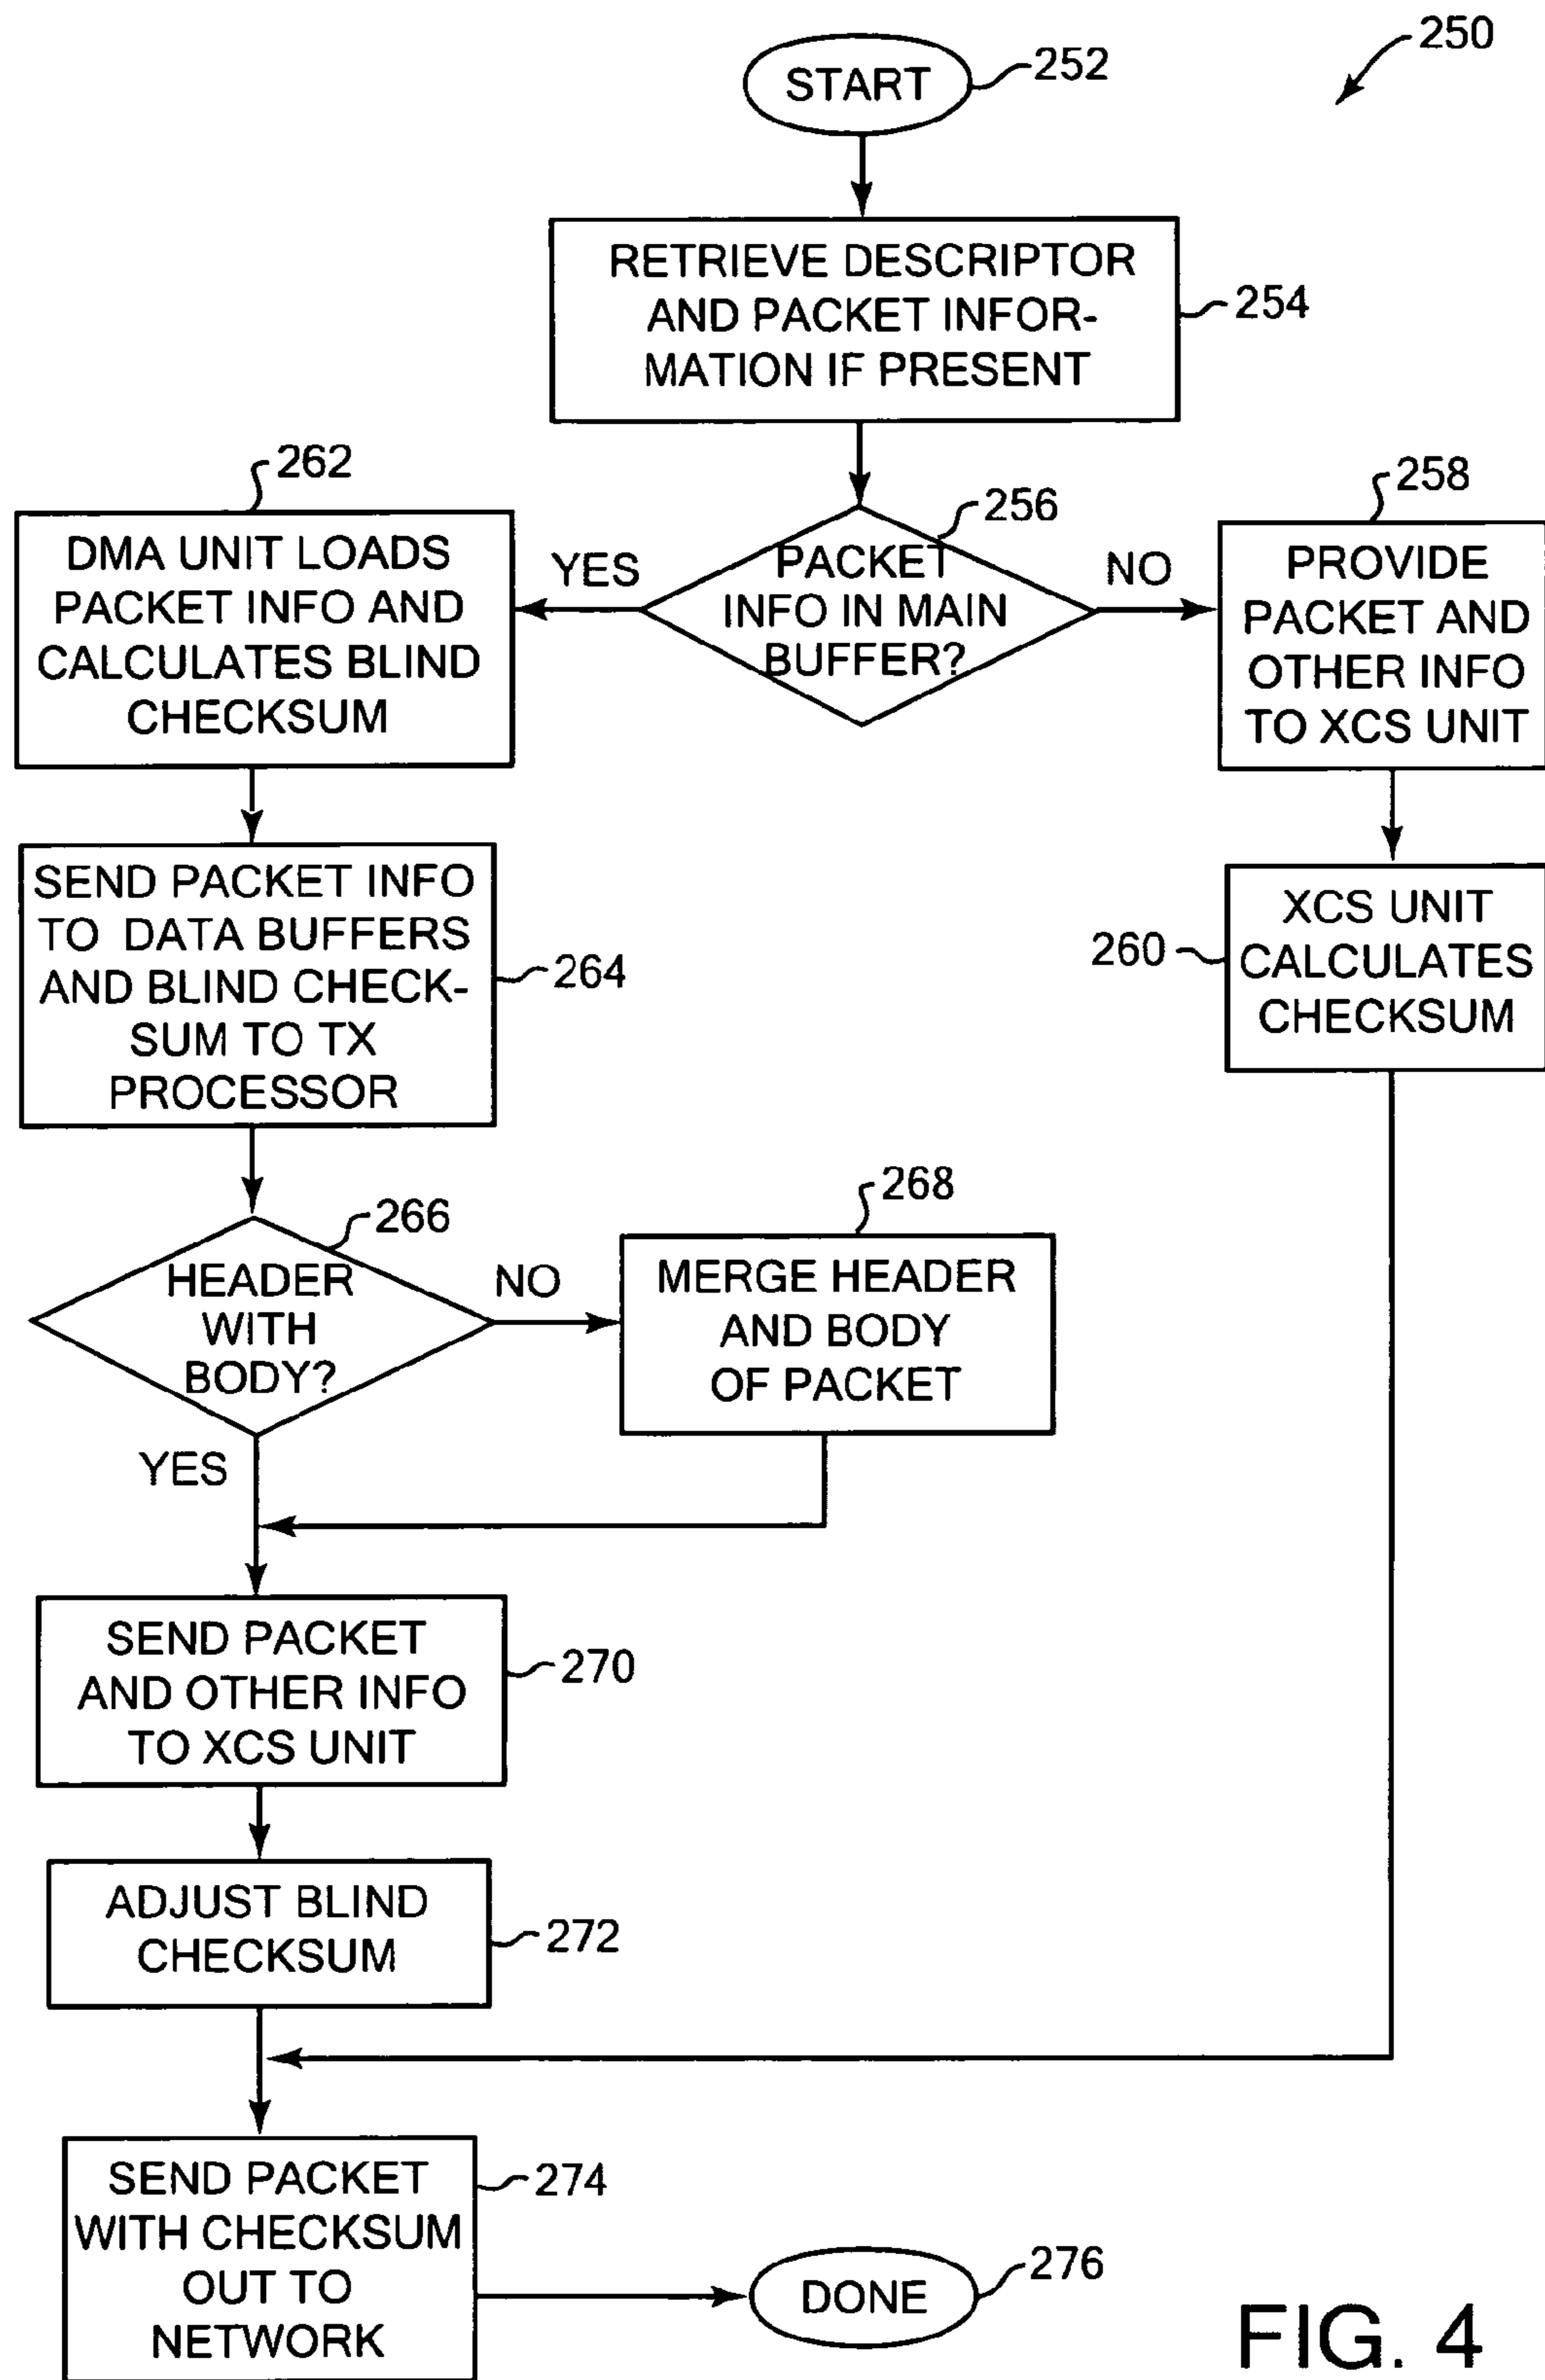 250
START
252
RETRIEVE DESCRIPTOR
AND PACKET INFOR-
MATION IF PRESENT
254
262
256
258
DMA UNIT LOADS
PACKET INFO AND
CALCULATES BLIND
CHECKSUM
YES
PACKET
INFO IN MAIN
BUFFER?
NO
PROVIDE
PACKET AND
OTHER INFO
TO XCS UNIT
SEND PACKET INFO
TO DATA BUFFERS
AND BLIND CHECK-
SUM TO TX
PROCESSOR
264
260
XCS UNIT
CALCULATES
CHECKSUM
266
HEADER
WITH
BODY?
NO
268
MERGE HEADER
AND BODY
OF PACKET
YES
SEND PACKET
AND OTHER INFO
TO XCS UNIT
270
ADJUST BLIND
CHECKSUM
272
SEND PACKET
WITH CHECKSUM
OUT TO
NETWORK
274
DONE
276
FIG. 4